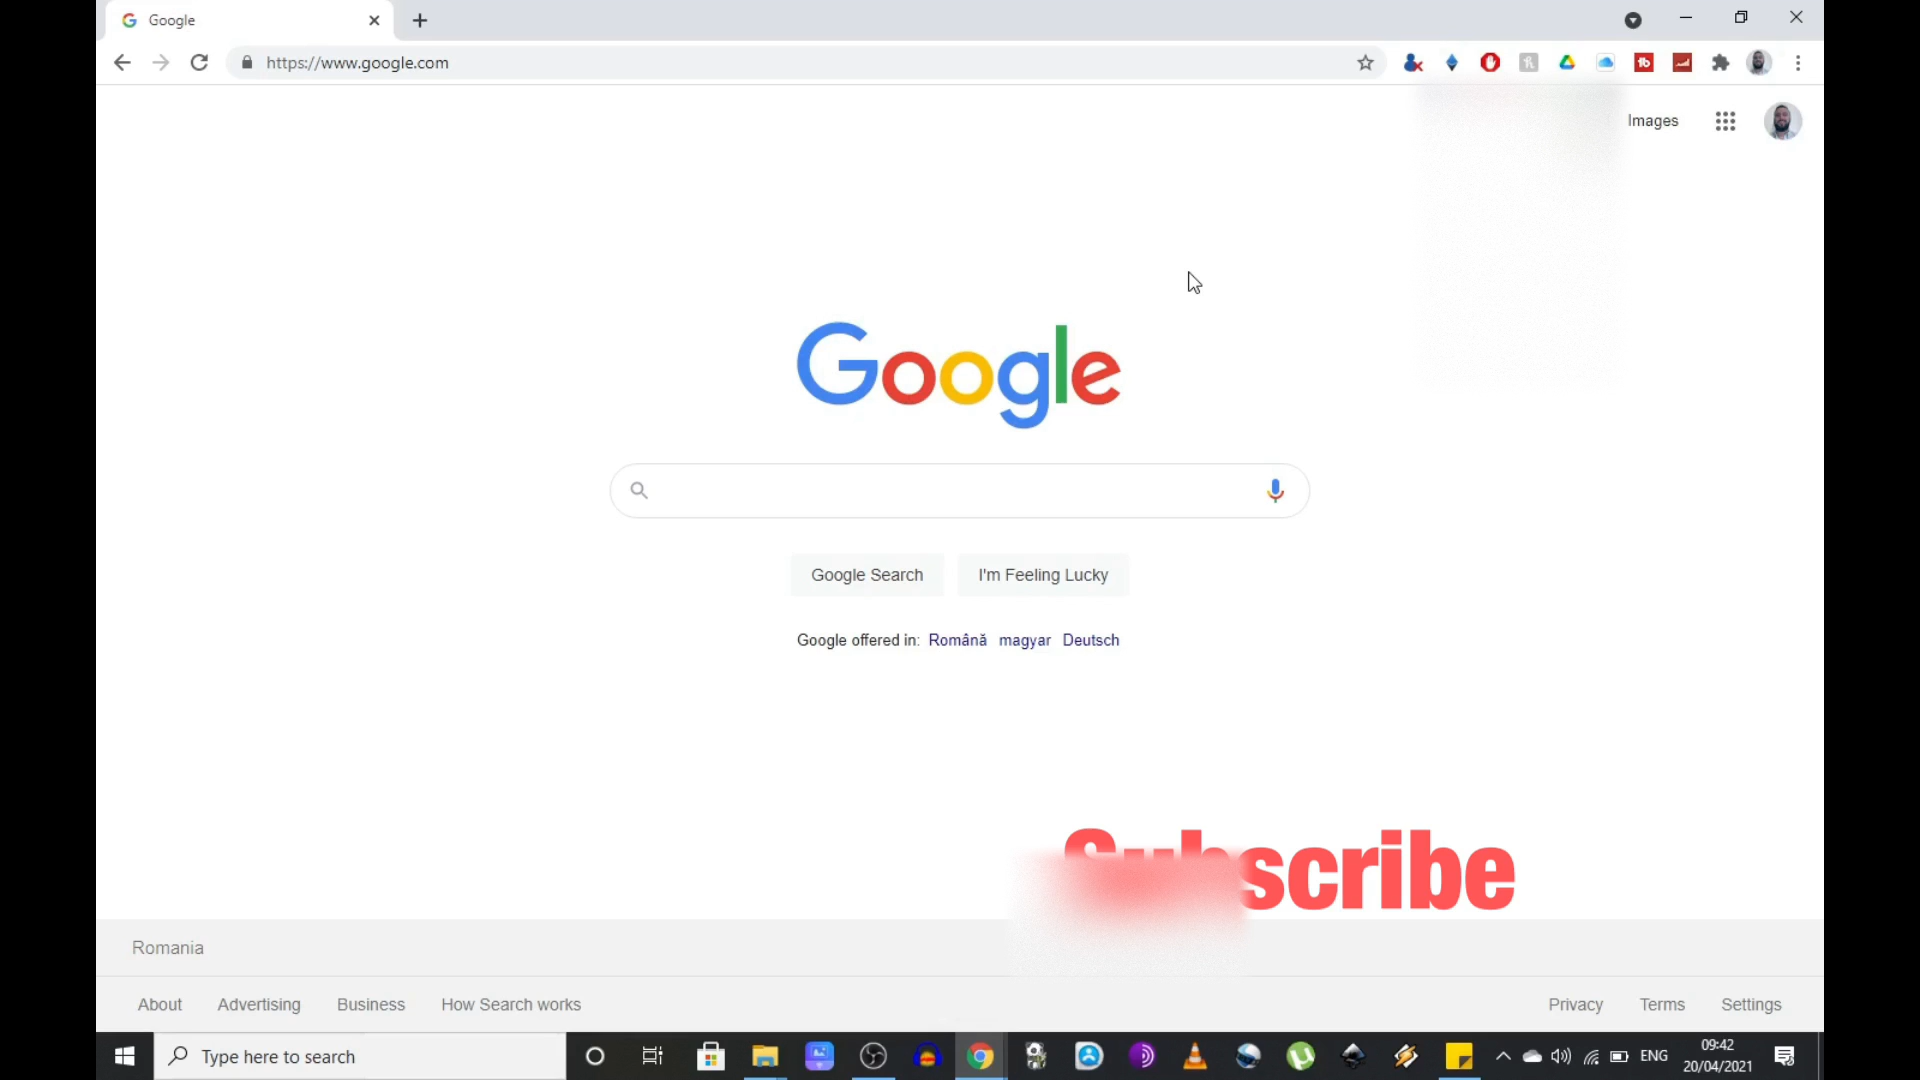 Google
https://www.google.com
Images
Google
Google Search
I'm Feeling Lucky
Google offered in: Română magyar Deutsch
Subscribe
Romania
About Advertising Business How Search works
Privacy Terms Settings
Type here to search
ENG
09:42
20/04/2021